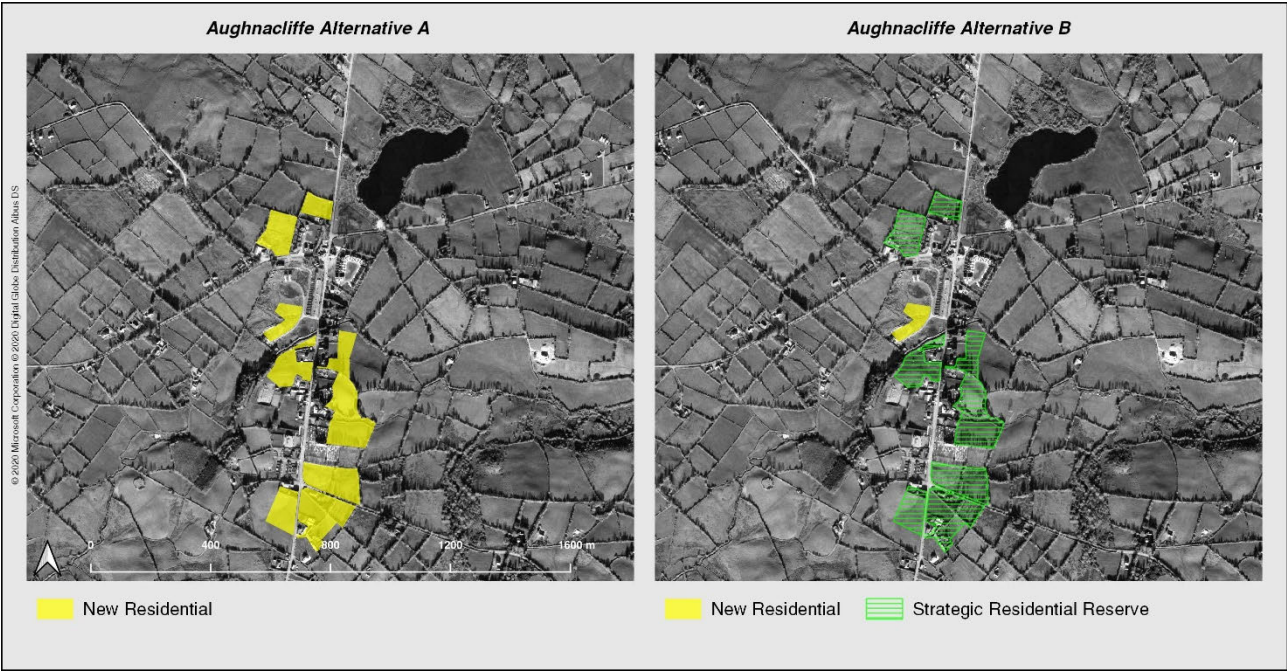 Aughnacliffe Alternative A
Aughnacliffe Alternative B
© 2020 Microsoft Corporation © 2020 Digital Globe Distribution Aibus DS
0 400 800 1200 1600 m
New Residential
New Residential
Strategic Residential Reserve